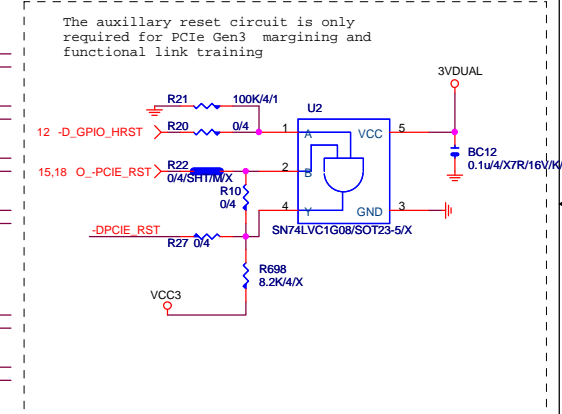 The auxillary reset circuit is only
required for PCIe Gen3 margining and
functional link training
3VDUAL
R21 100K/4/1
U2
12 -D_GPIO_HRST R20 0/4 1 A VCC 5
BC12
0.1u/4/X7R/16V/K/
15,18 O_-PCIE_RST R22 2 B
0/4/SHT/M/X
R10
0/4
4 Y GND 3
-DPCIE_RST
SN74LVC1G08/SOT23-5/X
R27 0/4
R698
8.2K/4/X
VCC3